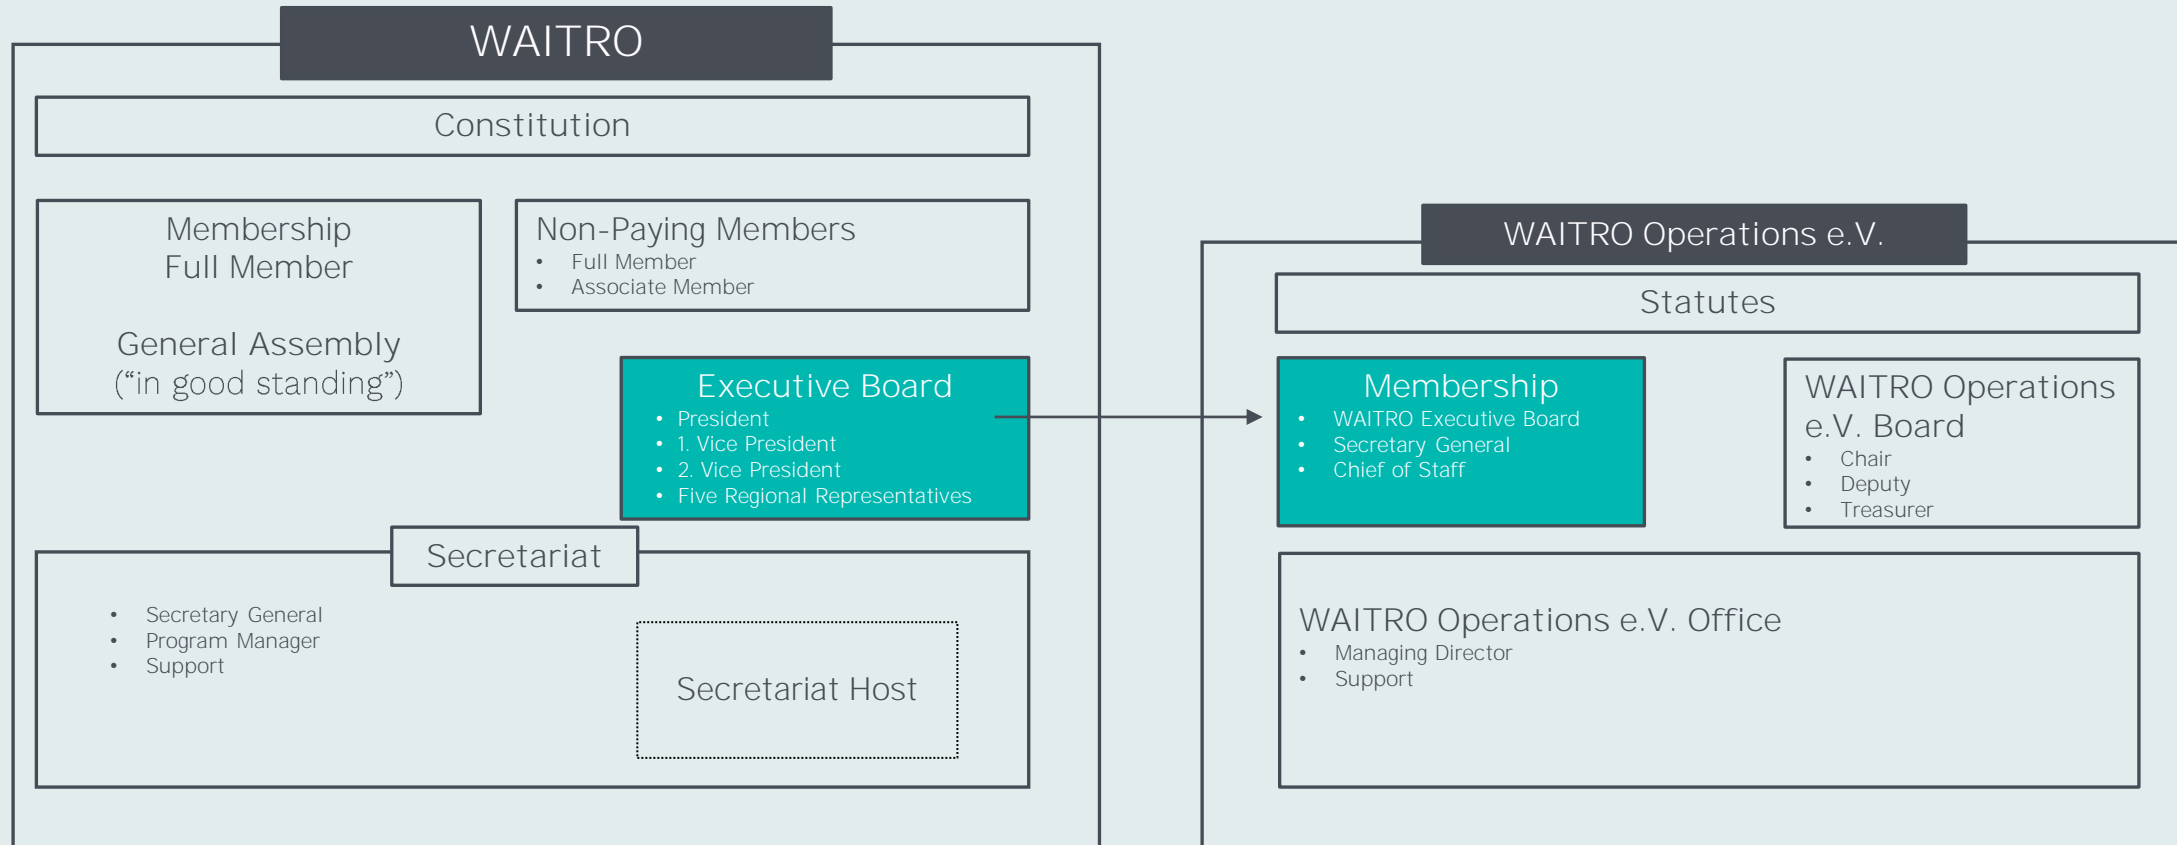 WAITRO
Constitution
Membership
Full Member
General Assembly
(“in good standing”)
Non-Paying Members
• Full Member
• Associate Member
Executive Board
• President
• 1. Vice President
• 2. Vice President
• Five Regional Representatives
Secretariat
• Secretary General
• Program Manager
• Support
Secretariat Host
WAITRO Operations e.V.
Statutes
Membership
• WAITRO Executive Board
• Secretary General
• Chief of Staff
WAITRO Operations
e.V. Board
• Chair
• Deputy
• Treasurer
WAITRO Operations e.V. Office
• Managing Director
• Support